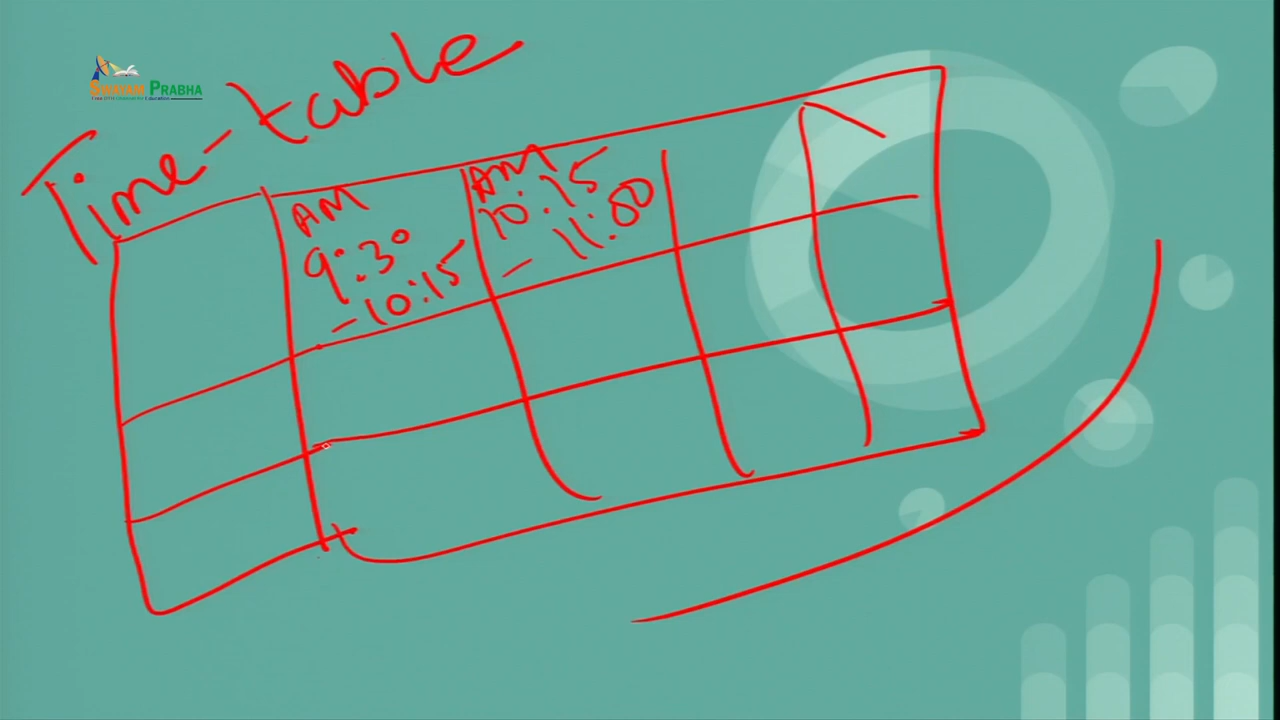 SWAYAM PRABHA
Time-table
AM
9:30
- 10:15
AM
10:15
- 11:00